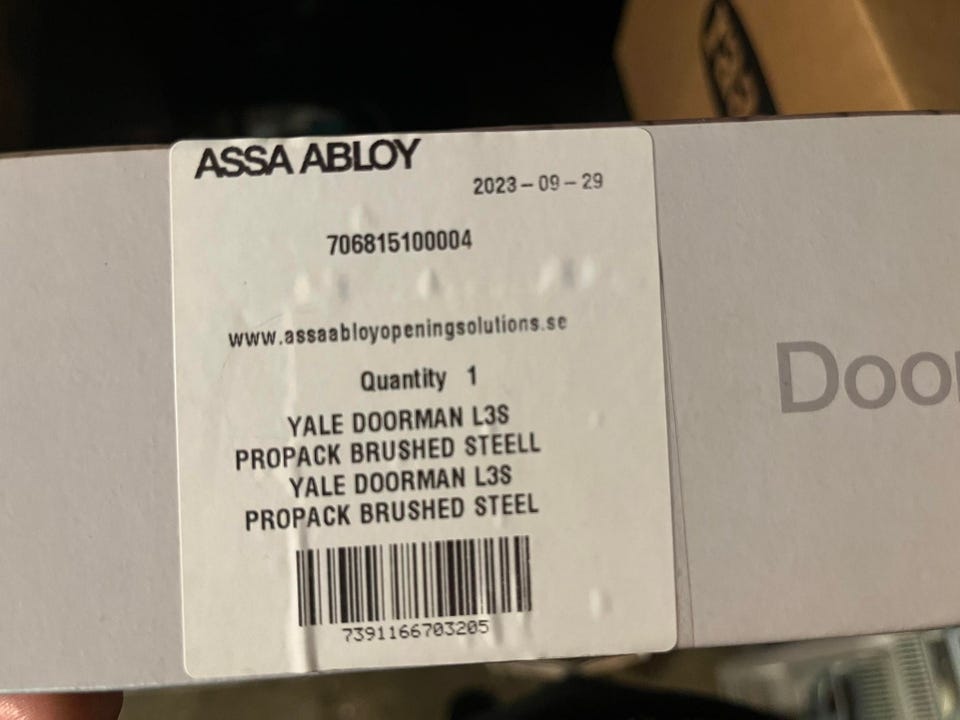 ASSA ABLOY
2023-09-29
706815100004
www.assaabloyopeningsolutions.se
Quantity 1
YALE DOORMAN L3S
PROPACK BRUSHED STEELL
YALE DOORMAN L3S
PROPACK BRUSHED STEEL
7391166703205
Door